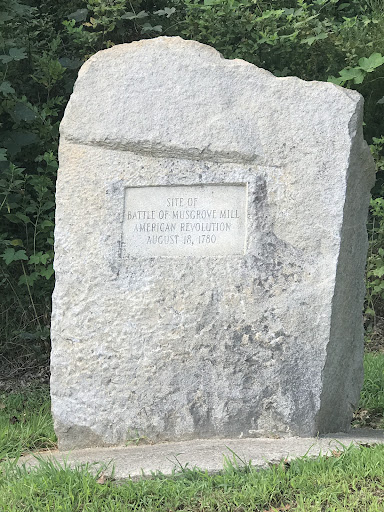 SITE OF
BATTLE OF MUSGROVE MILL
AMERICAN REVOLUTION
AUGUST 18, 1780